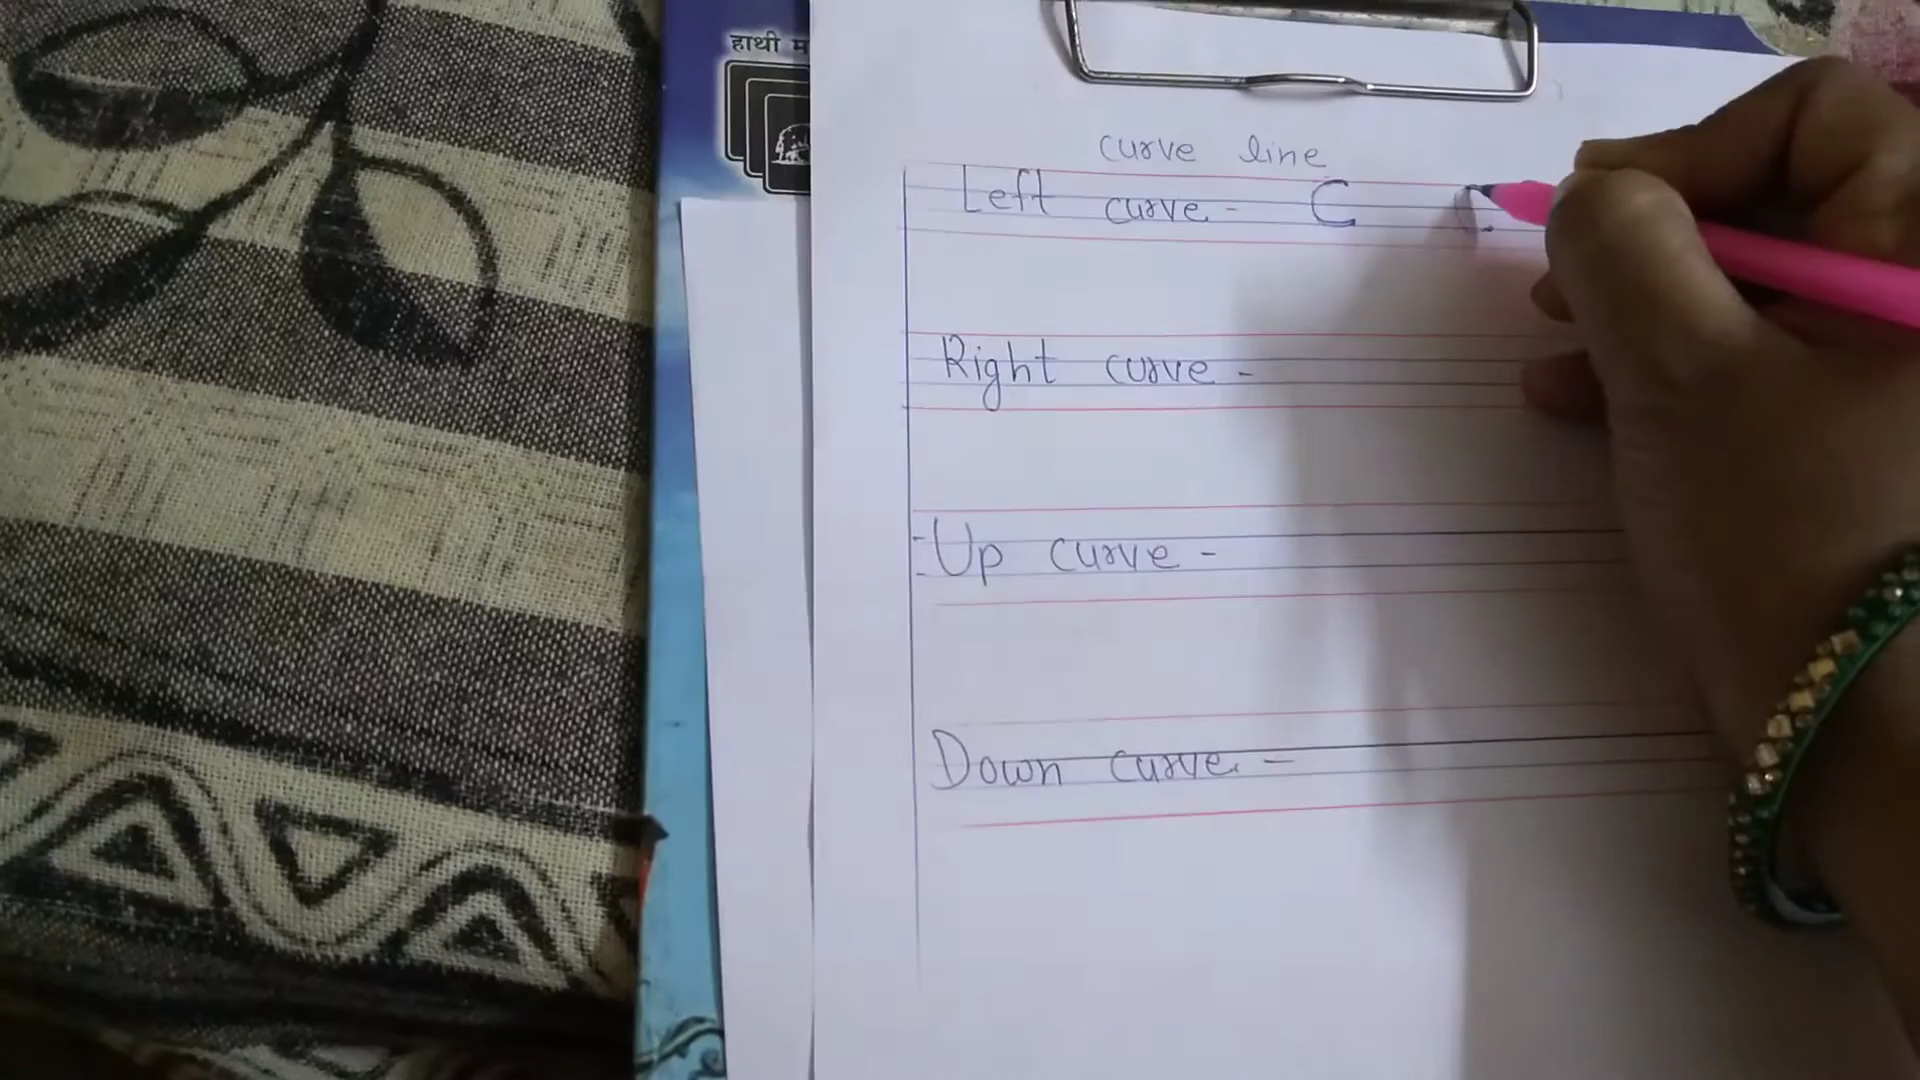 हाथी म
curve line
Left curve - C C
Right curve -
Up curve -
Down curve -